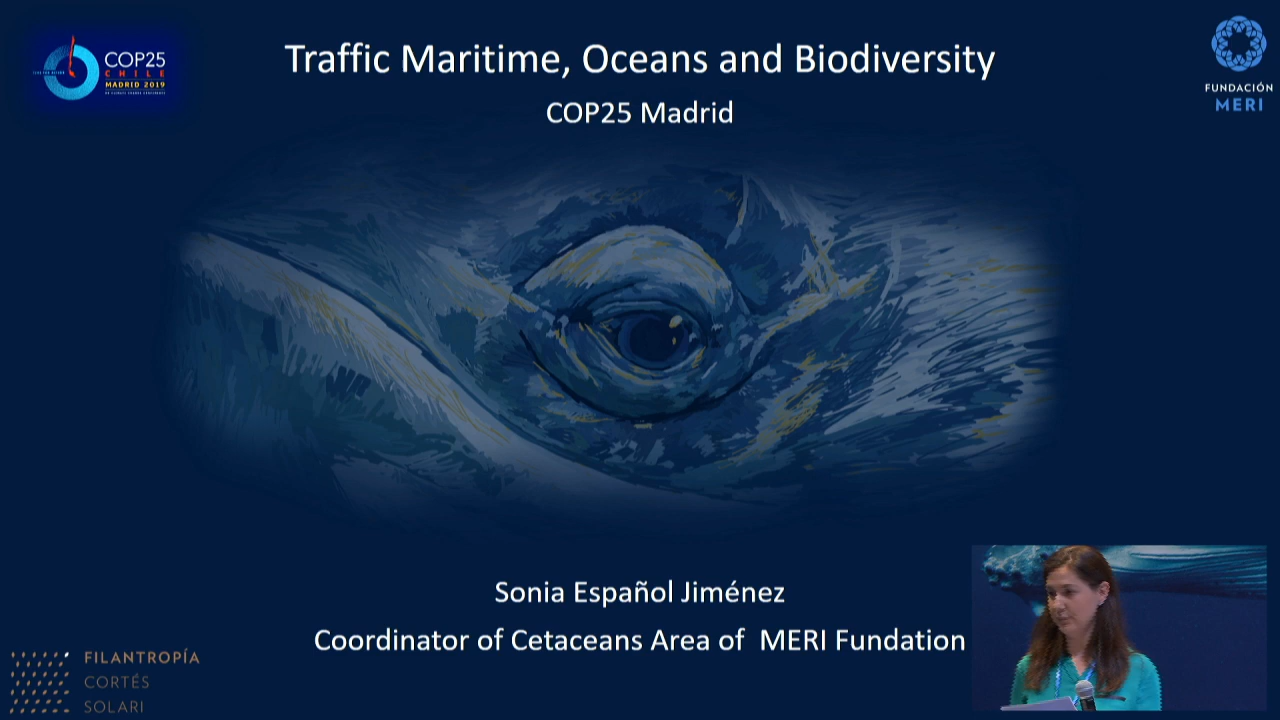 COP25
CHILE
MADRID 2019
Traffic Maritime, Oceans and Biodiversity
COP25 Madrid
FUNDACIÓN
MERI
Sonia Español Jiménez
Coordinator of Cetaceans Area of MERI Fundation
FILANTROPÍA
CORTÉS
SOLARI